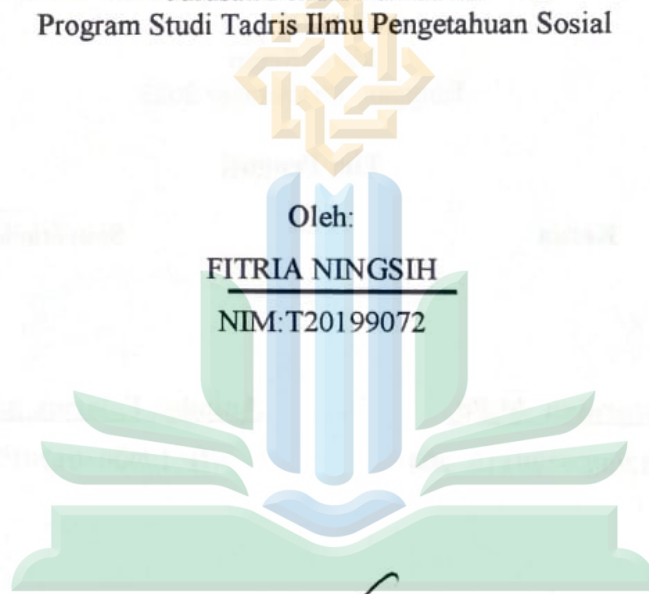 Program Studi Tadris Ilmu Pengetahuan Sosial
Oleh:
FITRIA NINGSIH
NIM:T20199072